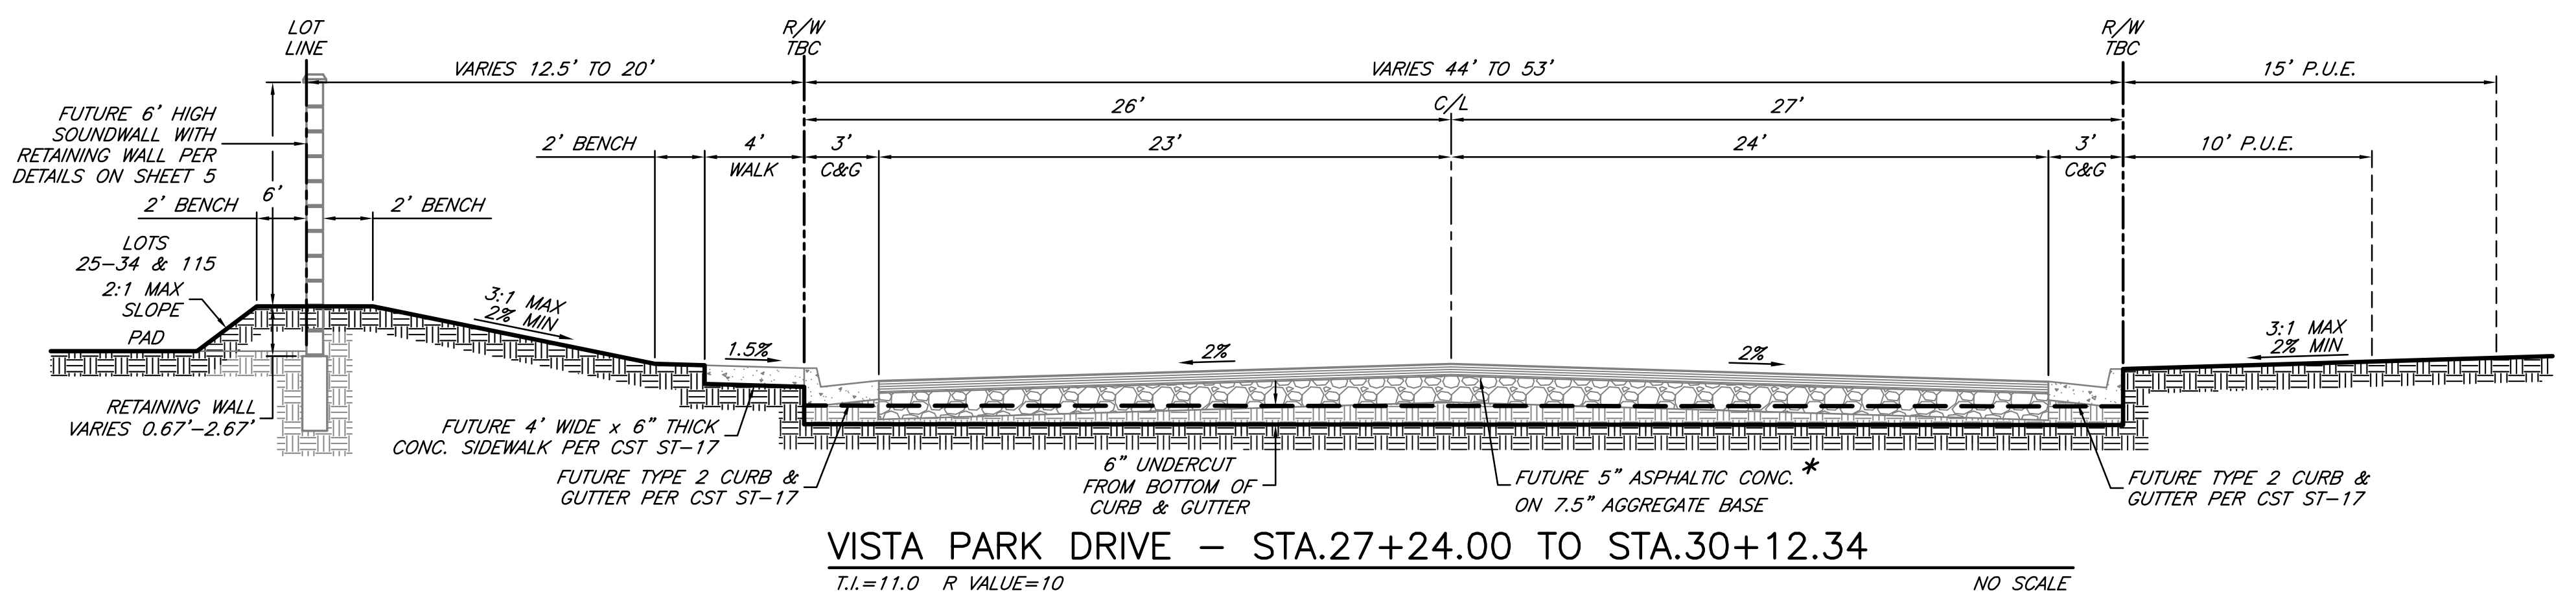 LOT
LINE
R/W
TBC
R/W
TBC
VARIES 12.5' TO 20'
VARIES 44' TO 53'
15' P.U.E.
26'
C/L
27'
FUTURE 6' HIGH
SOUNDWALL WITH
RETAINING WALL PER
DETAILS ON SHEET 5
2' BENCH
4'
WALK
3'
C&G
23'
24'
3'
C&G
10' P.U.E.
6'
2' BENCH
2' BENCH
LOTS
25-34 & 115
2:1 MAX
SLOPE
PAD
3:1 MAX
2% MIN
1.5%
2%
2%
3:1 MAX
2% MIN
RETAINING WALL
VARIES 0.67'-2.67'
FUTURE 4' WIDE x 6" THICK
CONC. SIDEWALK PER CST ST-17
FUTURE TYPE 2 CURB &
GUTTER PER CST ST-17
6" UNDERCUT
FROM BOTTOM OF
CURB & GUTTER
FUTURE 5" ASPHALTIC CONC.*
ON 7.5" AGGREGATE BASE
FUTURE TYPE 2 CURB &
GUTTER PER CST ST-17
VISTA PARK DRIVE - STA.27+24.00 TO STA.30+12.34
T.I.=11.0 R VALUE=10
NO SCALE